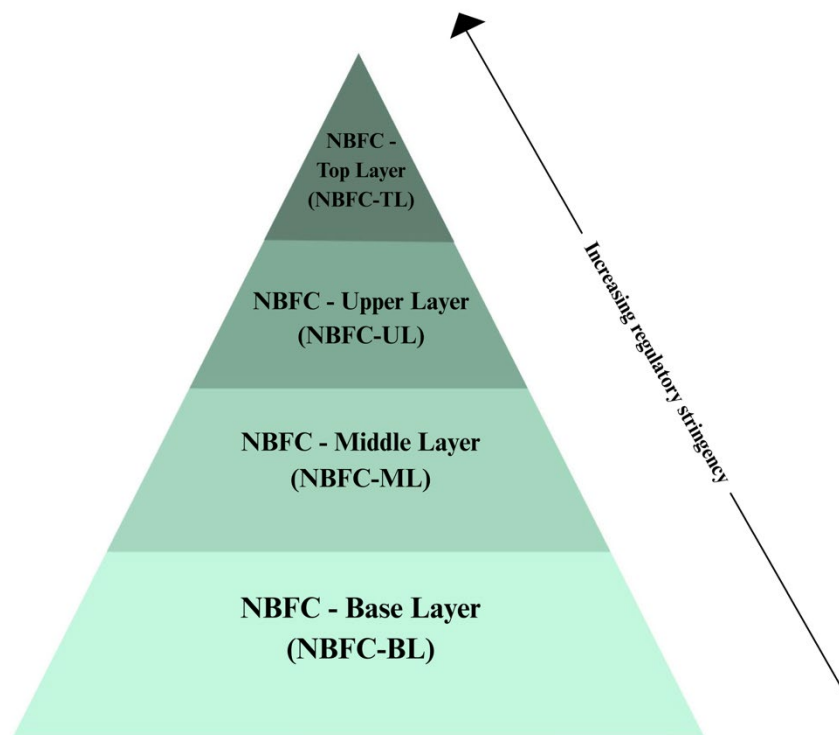 NBFC -
Top Layer
(NBFC-TL)
NBFC - Upper Layer
(NBFC-UL)
NBFC - Middle Layer
(NBFC-ML)
NBFC - Base Layer
(NBFC-BL)
Increasing regulatory stringency